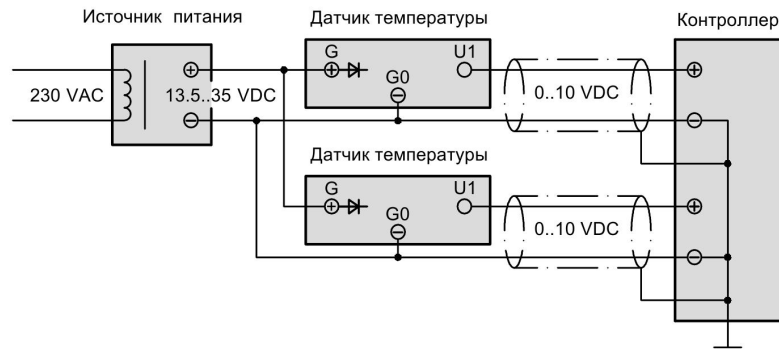 Источник питания
Датчик температуры
Контроллер
230 VAC
13.5..35 VDC
G
G0
U1
0..10 VDC
Датчик температуры
G
G0
U1
0..10 VDC